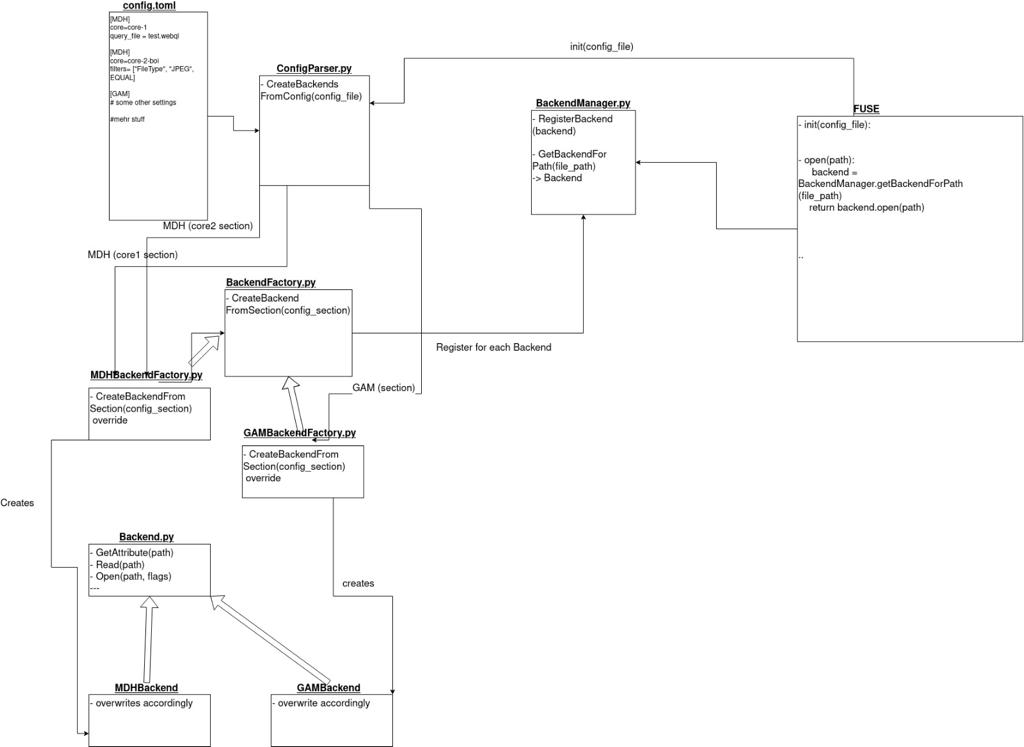 config.toml
[MDH]
core=core-1
query_file = test.webql
[MDH]
core=core-2-boi
filters= ["FileType", "JPEG",
EQUAL]
[GAM]
# some other settings
#mehr stuff
init(config_file)
ConfigParser.py
- CreateBackends
FromConfig(config_file)
BackendManager.py
- RegisterBackend
(backend)
- GetBackendFor
Path(file_path)
-> Backend
FUSE
- init(config_file):
- open(path):
backend =
BackendManager.getBackendForPath
(file_path)
return backend.open(path)
..
MDH (core2 section)
MDH (core1 section)
BackendFactory.py
- CreateBackend
FromSection(config_section)
Register for each Backend
MDHBackendFactory.py
- CreateBackendFrom
Section(config_section)
override
GAM (section)
GAMBackendFactory.py
- CreateBackendFrom
Section(config_section)
override
Creates
Backend.py
- GetAttribute(path)
- Read(path)
- Open(path, flags)
---
creates
MDHBackend
- overwrites accordingly
GAMBackend
- overwrite accordingly